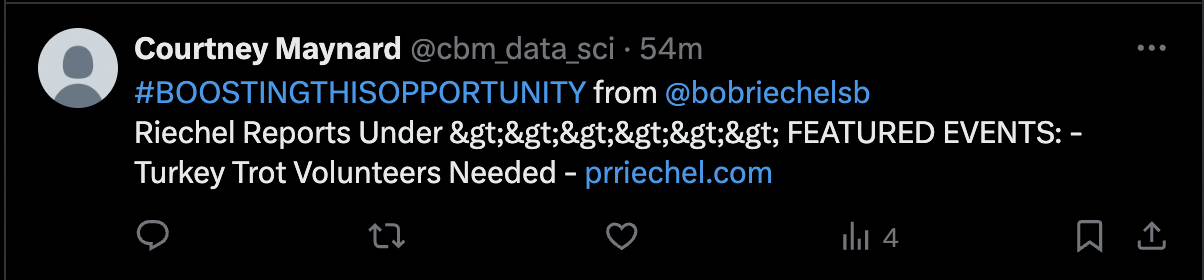 Courtney Maynard @cbm_data_sci · 54m
#BOOSTINGTHISOPPORTUNITY from @bobriechelsb
Riechel Reports Under &gt;&gt;&gt;&gt;&gt;&gt; FEATURED EVENTS: -
Turkey Trot Volunteers Needed - prriechel.com
4